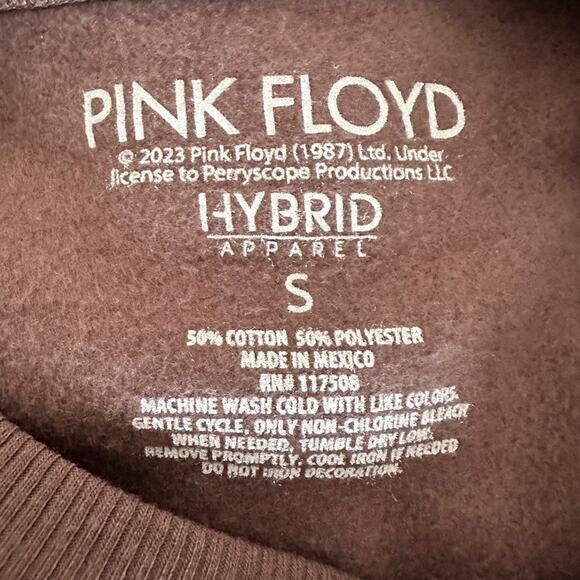 PINK FLOYD
© 2023 Pink Floyd (1987) Ltd. Under
license to Perryscope Productions LLC
HYBRID
APPAREL
S
50% COTTON 50% POLYESTER
MADE IN MEXICO
RN# 117506
MACHINE WASH COLD WITH LIKE COLORS.
GENTLE CYCLE. ONLY NON-CHLORINE BLEACH
WHEN NEEDED. TUMBLE DRY LOW.
REMOVE PROMPTLY. COOL IRON IF NEEDED
DO NOT IRON DECORATION.